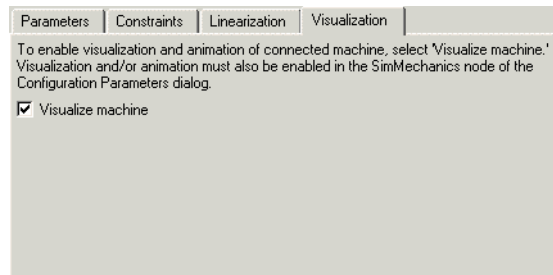 Parameters Constraints Linearization Visualization
To enable visualization and animation of connected machine, select 'Visualize machine.'
Visualization and/or animation must also be enabled in the SimMechanics node of the
Configuration Parameters dialog.
Visualize machine